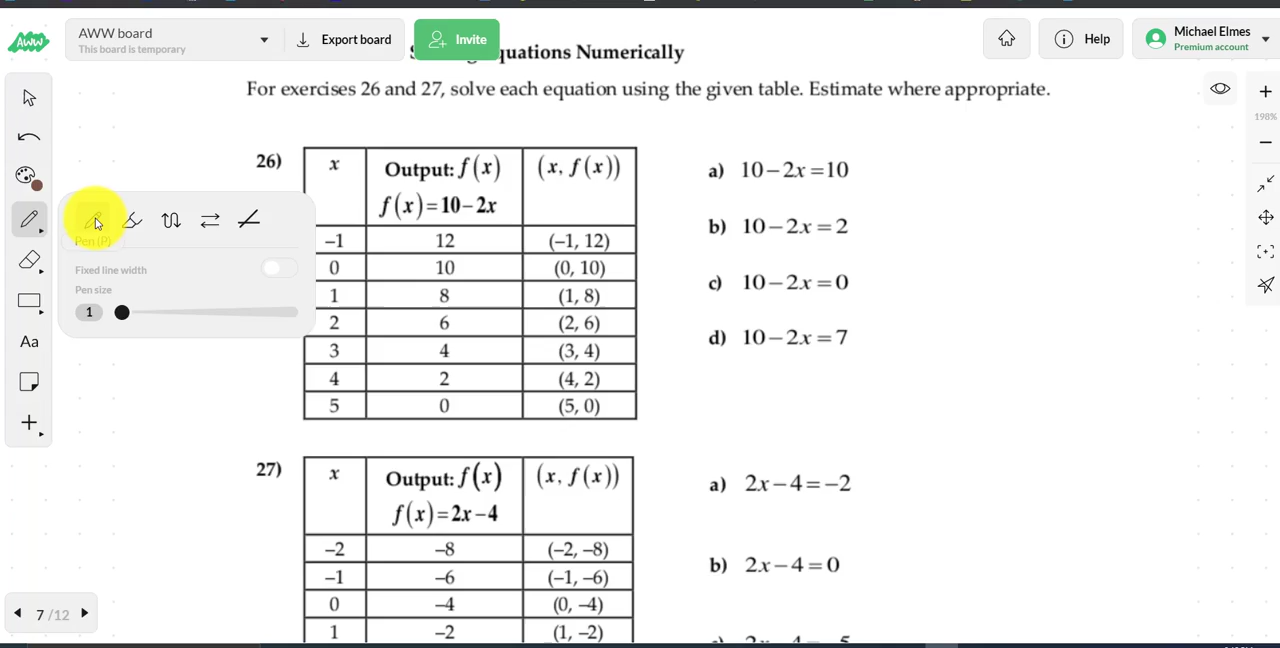 AWW
AWW board
This board is temporary
Export board
Invite
Help
Michael Elmes
Premium account
quations Numerically
For exercises 26 and 27, solve each equation using the given table. Estimate where appropriate.
198%
26)
x Output: f(x) (x, f(x))
f(x)=10−2x
−1 12 (−1, 12)
0 10 (0, 10)
1 8 (1, 8)
2 6 (2, 6)
3 4 (3, 4)
4 2 (4, 2)
5 0 (5, 0)
a) 10−2x=10
b) 10−2x=2
c) 10−2x=0
d) 10−2x=7
Pen (P)
Fixed line width
Pen size
1
Aa
27)
x Output: f(x) (x, f(x))
f(x)=2x−4
−2 −8 (−2, −8)
−1 −6 (−1, −6)
0 −4 (0, −4)
1 −2 (1, −2)
a) 2x−4=−2
b) 2x−4=0
7 /12